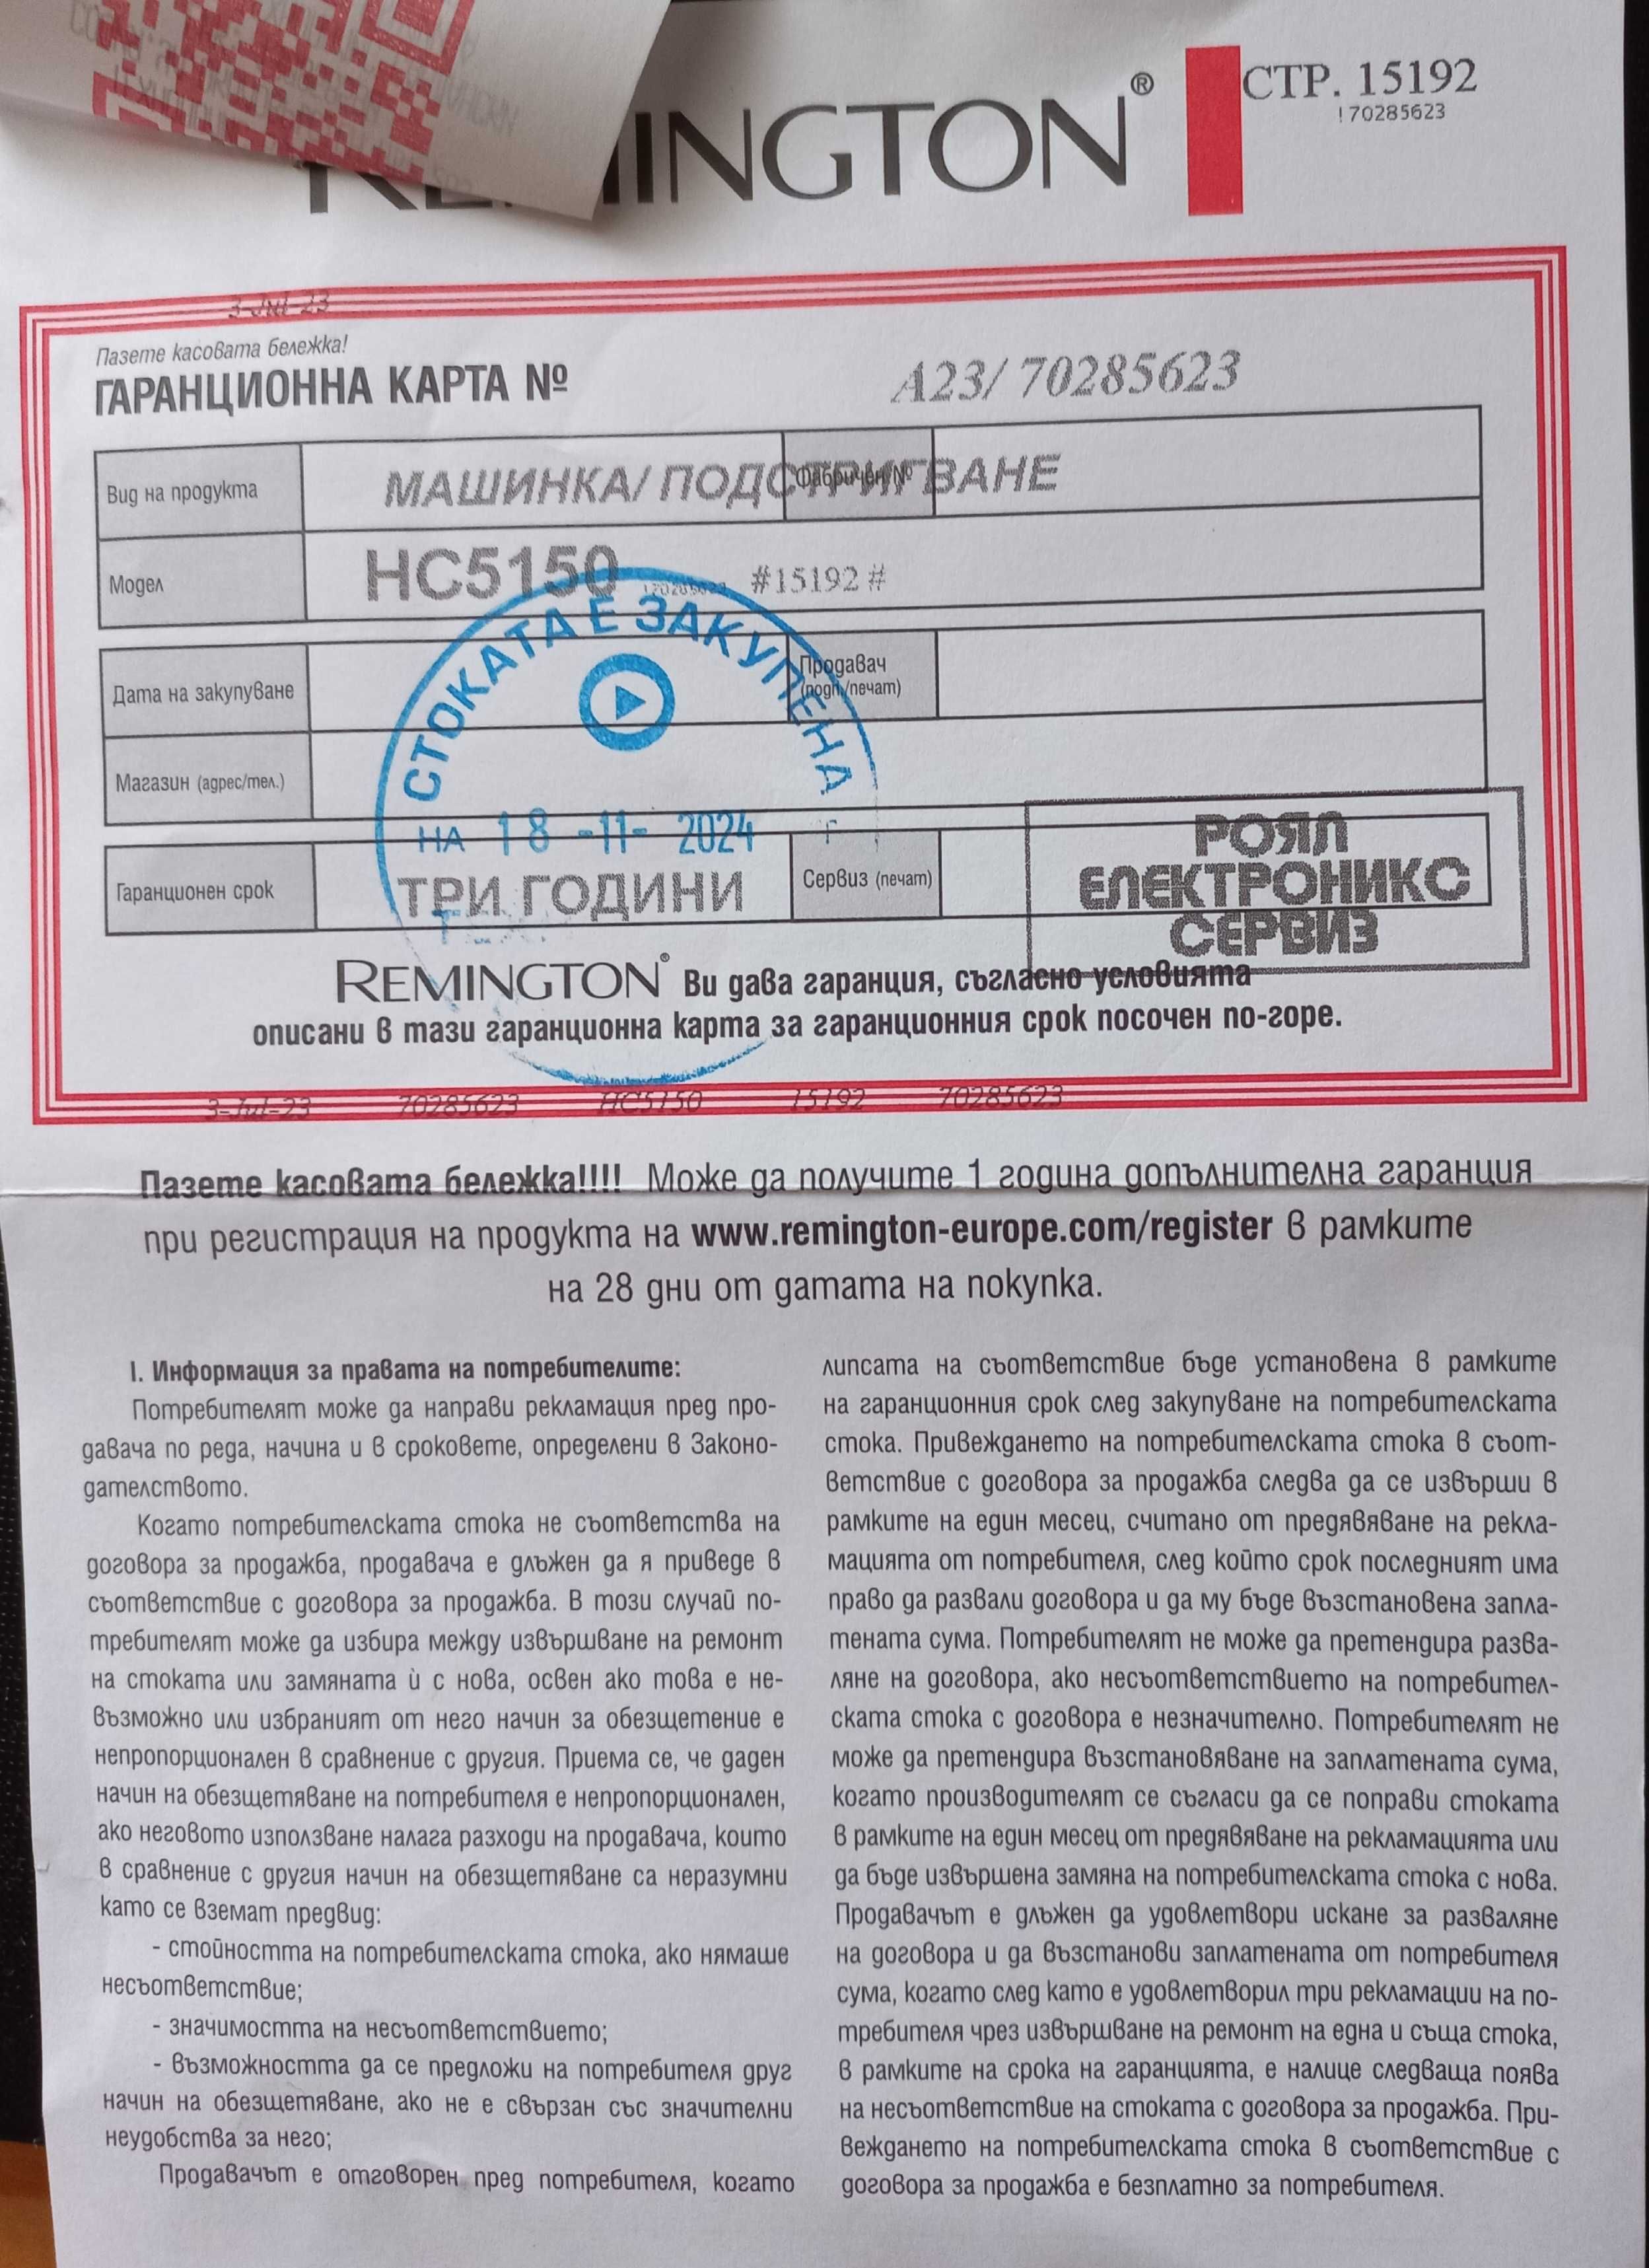 REMINGTON®
СТР. 15192
!70285623
3-Jul-23
Пазете касовата бележка!
ГАРАНЦИОННА КАРТА №
A23/ 70285623
Вид на продукта
МАШИНКА/ ПОДСТРИГВАНЕ
Фабричен №
Модел
HC5150
!70285623
#15192 #
СТОКАТА Е ЗАКУПЕНА
Дата на закупуване
Продавач
(подп./печат)
Магазин (адрес/тел.)
НА 18 -11- 2024 г
Гаранционен срок
ТРИ ГОДИНИ
Сервиз (печат)
РОЯЛ
ЕЛЕКТРОНИКС
СЕРВИЗ
REMINGTON® Ви дава гаранция, съгласно условията
описани в тази гаранционна карта за гаранционния срок посочен по-горе.
3-Jul-23 70285623 HC5150 15192 70285623
Пазете касовата бележка!!!! Може да получите 1 година допълнителна гаранция
при регистрация на продукта на www.remington-europe.com/register в рамките
на 28 дни от датата на покупка.
I. Информация за правата на потребителите:
Потребителят може да направи рекламация пред про-
давача по реда, начина и в сроковете, определени в Законо-
дателството.
Когато потребителската стока не съответства на
договора за продажба, продавача е длъжен да я приведе в
съответствие с договора за продажба. В този случай по-
требителят може да избира между извършване на ремонт
на стоката или замяната ѝ с нова, освен ако това е не-
възможно или избраният от него начин за обезщетение е
непропорционален в сравнение с другия. Приема се, че даден
начин на обезщетяване на потребителя е непропорционален,
ако неговото използване налага разходи на продавача, които
в сравнение с другия начин на обезщетяване са неразумни
като се вземат предвид:
- стойността на потребителската стока, ако нямаше
несъответствие;
- значимостта на несъответствието;
- възможността да се предложи на потребителя друг
начин на обезщетяване, ако не е свързан със значителни
неудобства за него;
Продавачът е отговорен пред потребителя, когато
липсата на съответствие бъде установена в рамките
на гаранционния срок след закупуване на потребителската
стока. Привеждането на потребителската стока в съот-
ветствие с договора за продажба следва да се извърши в
рамките на един месец, считано от предявяване на рекла-
мацията от потребителя, след който срок последният има
право да развали договора и да му бъде възстановена запла-
тената сума. Потребителят не може да претендира разва-
ляне на договора, ако несъответствието на потребител-
ската стока с договора е незначително. Потребителят не
може да претендира възстановяване на заплатената сума,
когато производителят се съгласи да се поправи стоката
в рамките на един месец от предявяване на рекламацията или
да бъде извършена замяна на потребителската стока с нова.
Продавачът е длъжен да удовлетвори искане за разваляне
на договора и да възстанови заплатената от потребителя
сума, когато след като е удовлетворил три рекламации на по-
требителя чрез извършване на ремонт на една и съща стока,
в рамките на срока на гаранцията, е налице следваща поява
на несъответствие на стоката с договора за продажба. При-
веждането на потребителската стока в съответствие с
договора за продажба е безплатно за потребителя.